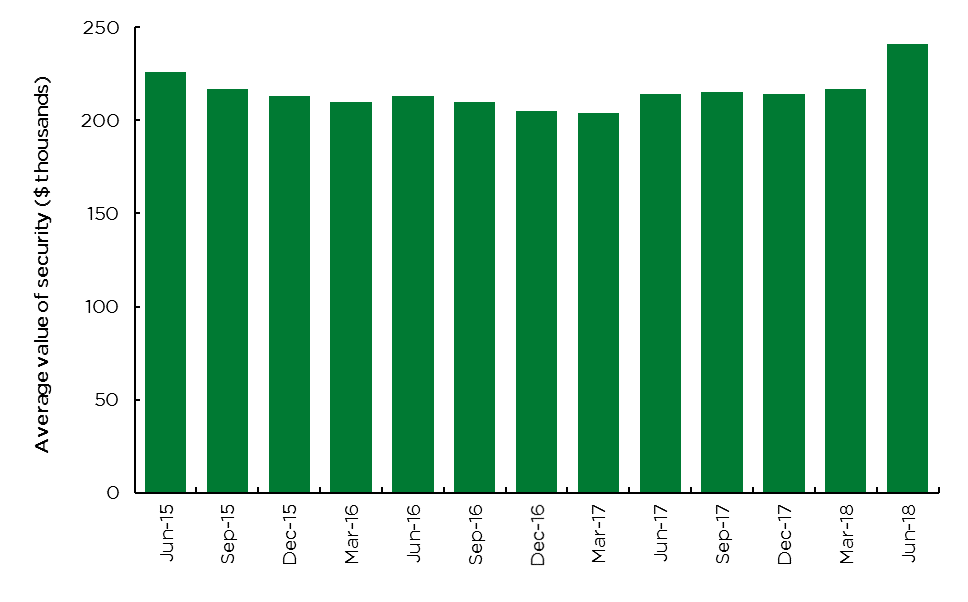 250
200
150
100
50
0
Average value of security ($ thousands)
Jun-15
Sep-15
Dec-15
Mar-16
Jun-16
Sep-16
Dec-16
Mar-17
Jun-17
Sep-17
Dec-17
Mar-18
Jun-18